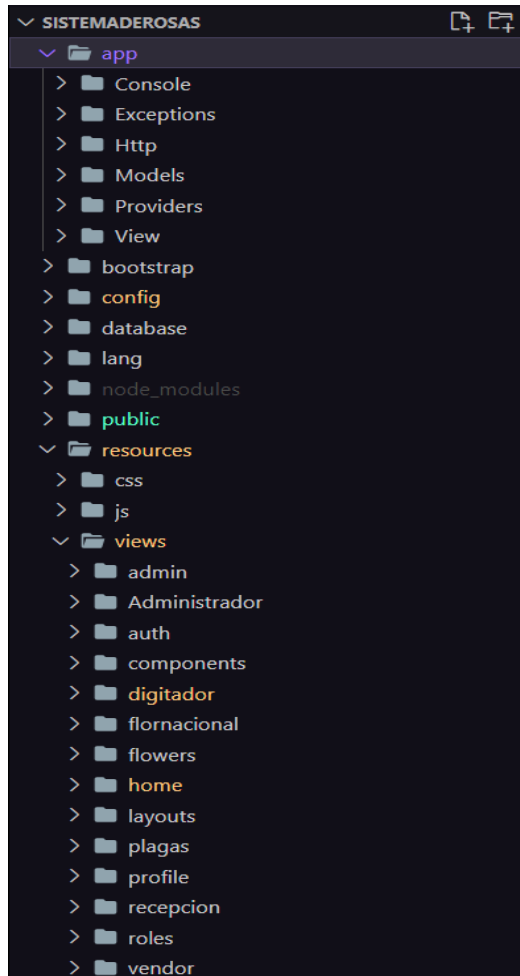 SISTEMADEROSAS
app
Console
Exceptions
Http
Models
Providers
View
bootstrap
config
database
lang
node_modules
public
resources
css
js
views
admin
Administrador
auth
components
digitador
flornacional
flowers
home
layouts
plagas
profile
recepcion
roles
vendor